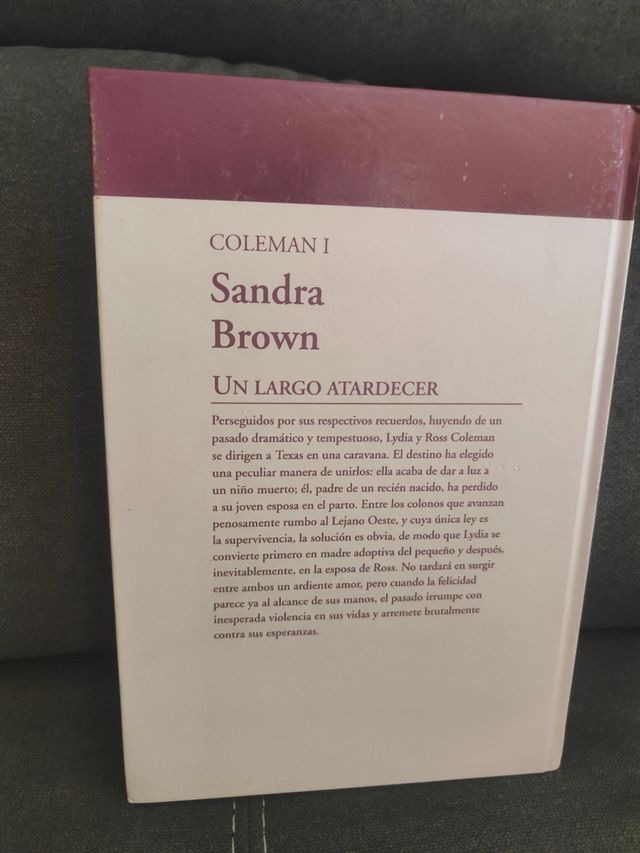 COLEMAN I
Sandra
Brown
UN LARGO ATARDECER
Perseguidos por sus respectivos recuerdos, huyendo de un
pasado dramático y tempestuoso, Lydia y Ross Coleman
se dirigen a Texas en una caravana. El destino ha elegido
una peculiar manera de unirlos: ella acaba de dar a luz a
un niño muerto; él, padre de un recién nacido, ha perdido
a su joven esposa en el parto. Entre los colonos que avanzan
penosamente rumbo al Lejano Oeste, y cuya única ley es
la supervivencia, la solución es obvia, de modo que Lydia se
convierte primero en madre adoptiva del pequeño y después,
inevitablemente, en la esposa de Ross. No tardará en surgir
entre ambos un ardiente amor, pero cuando la felicidad
parece ya al alcance de sus manos, el pasado irrumpe con
inesperada violencia en sus vidas y arremete brutalmente
contra sus esperanzas.